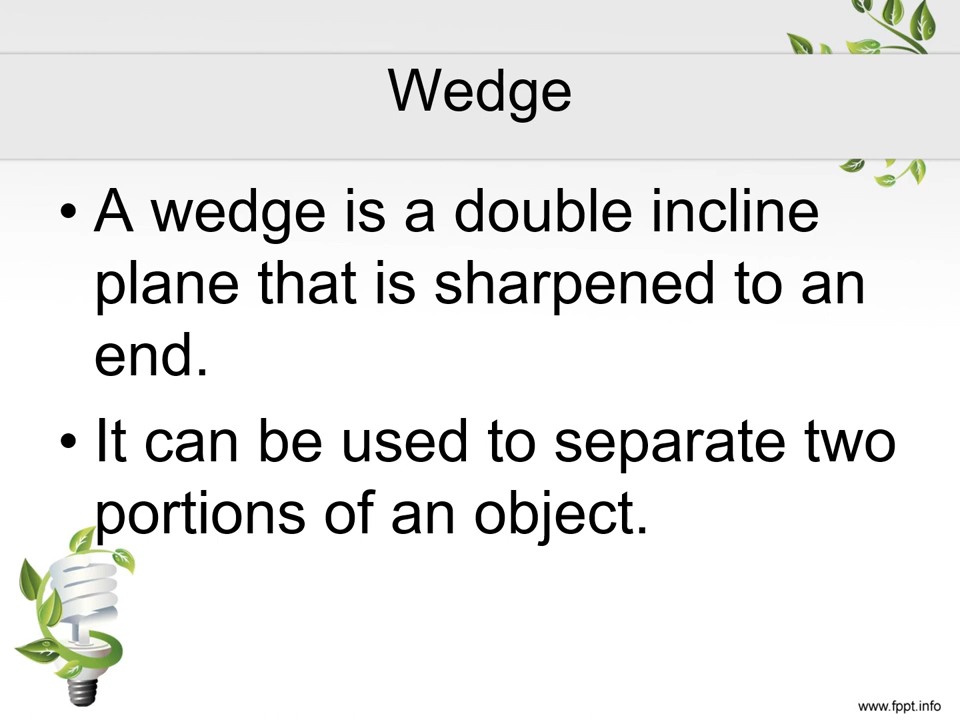 Wedge
• A wedge is a double incline
plane that is sharpened to an
end.
• It can be used to separate two
portions of an object.
www.fppt.info